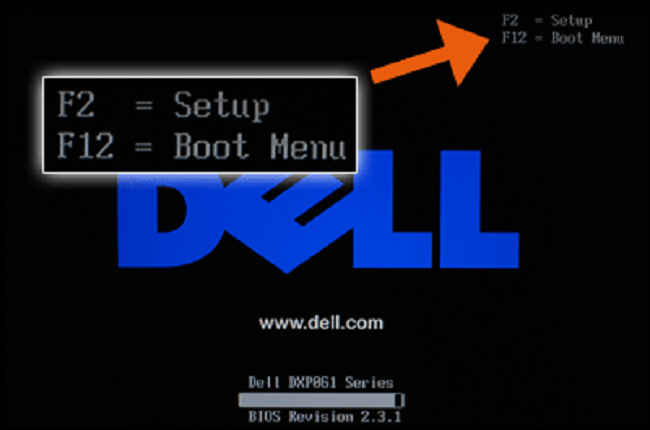 F2 = Setup
F12 = Boot Menu
F2 = Setup
F12 = Boot Menu
DELL
www.dell.com
Dell DXP061 Series
BIOS Revision 2.3.1